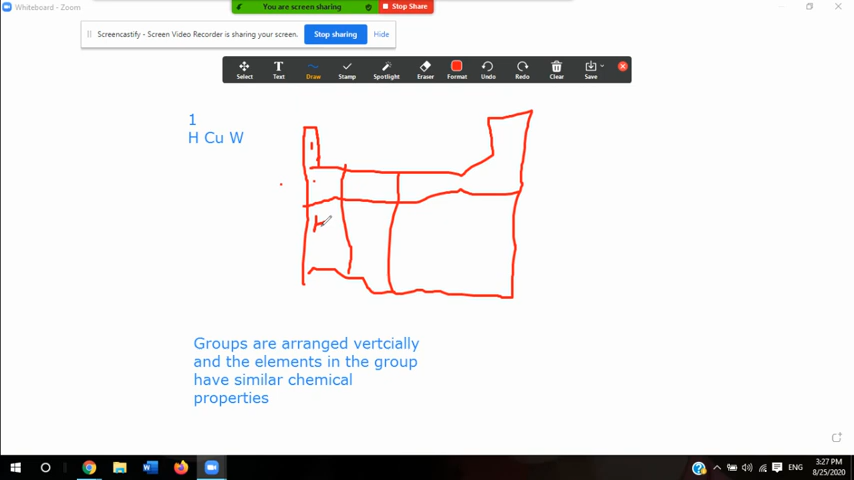 Whiteboard - Zoom
You are screen sharing
Stop Share
Screencastify - Screen Video Recorder is sharing your screen.
Stop sharing
Hide
Select
Text
Draw
Stamp
Spotlight
Eraser
Format
Undo
Redo
Clear
Save
1
H Cu W
Groups are arranged vertcially
and the elements in the group
have similar chemical
properties
ENG
3:27 PM
8/25/2020